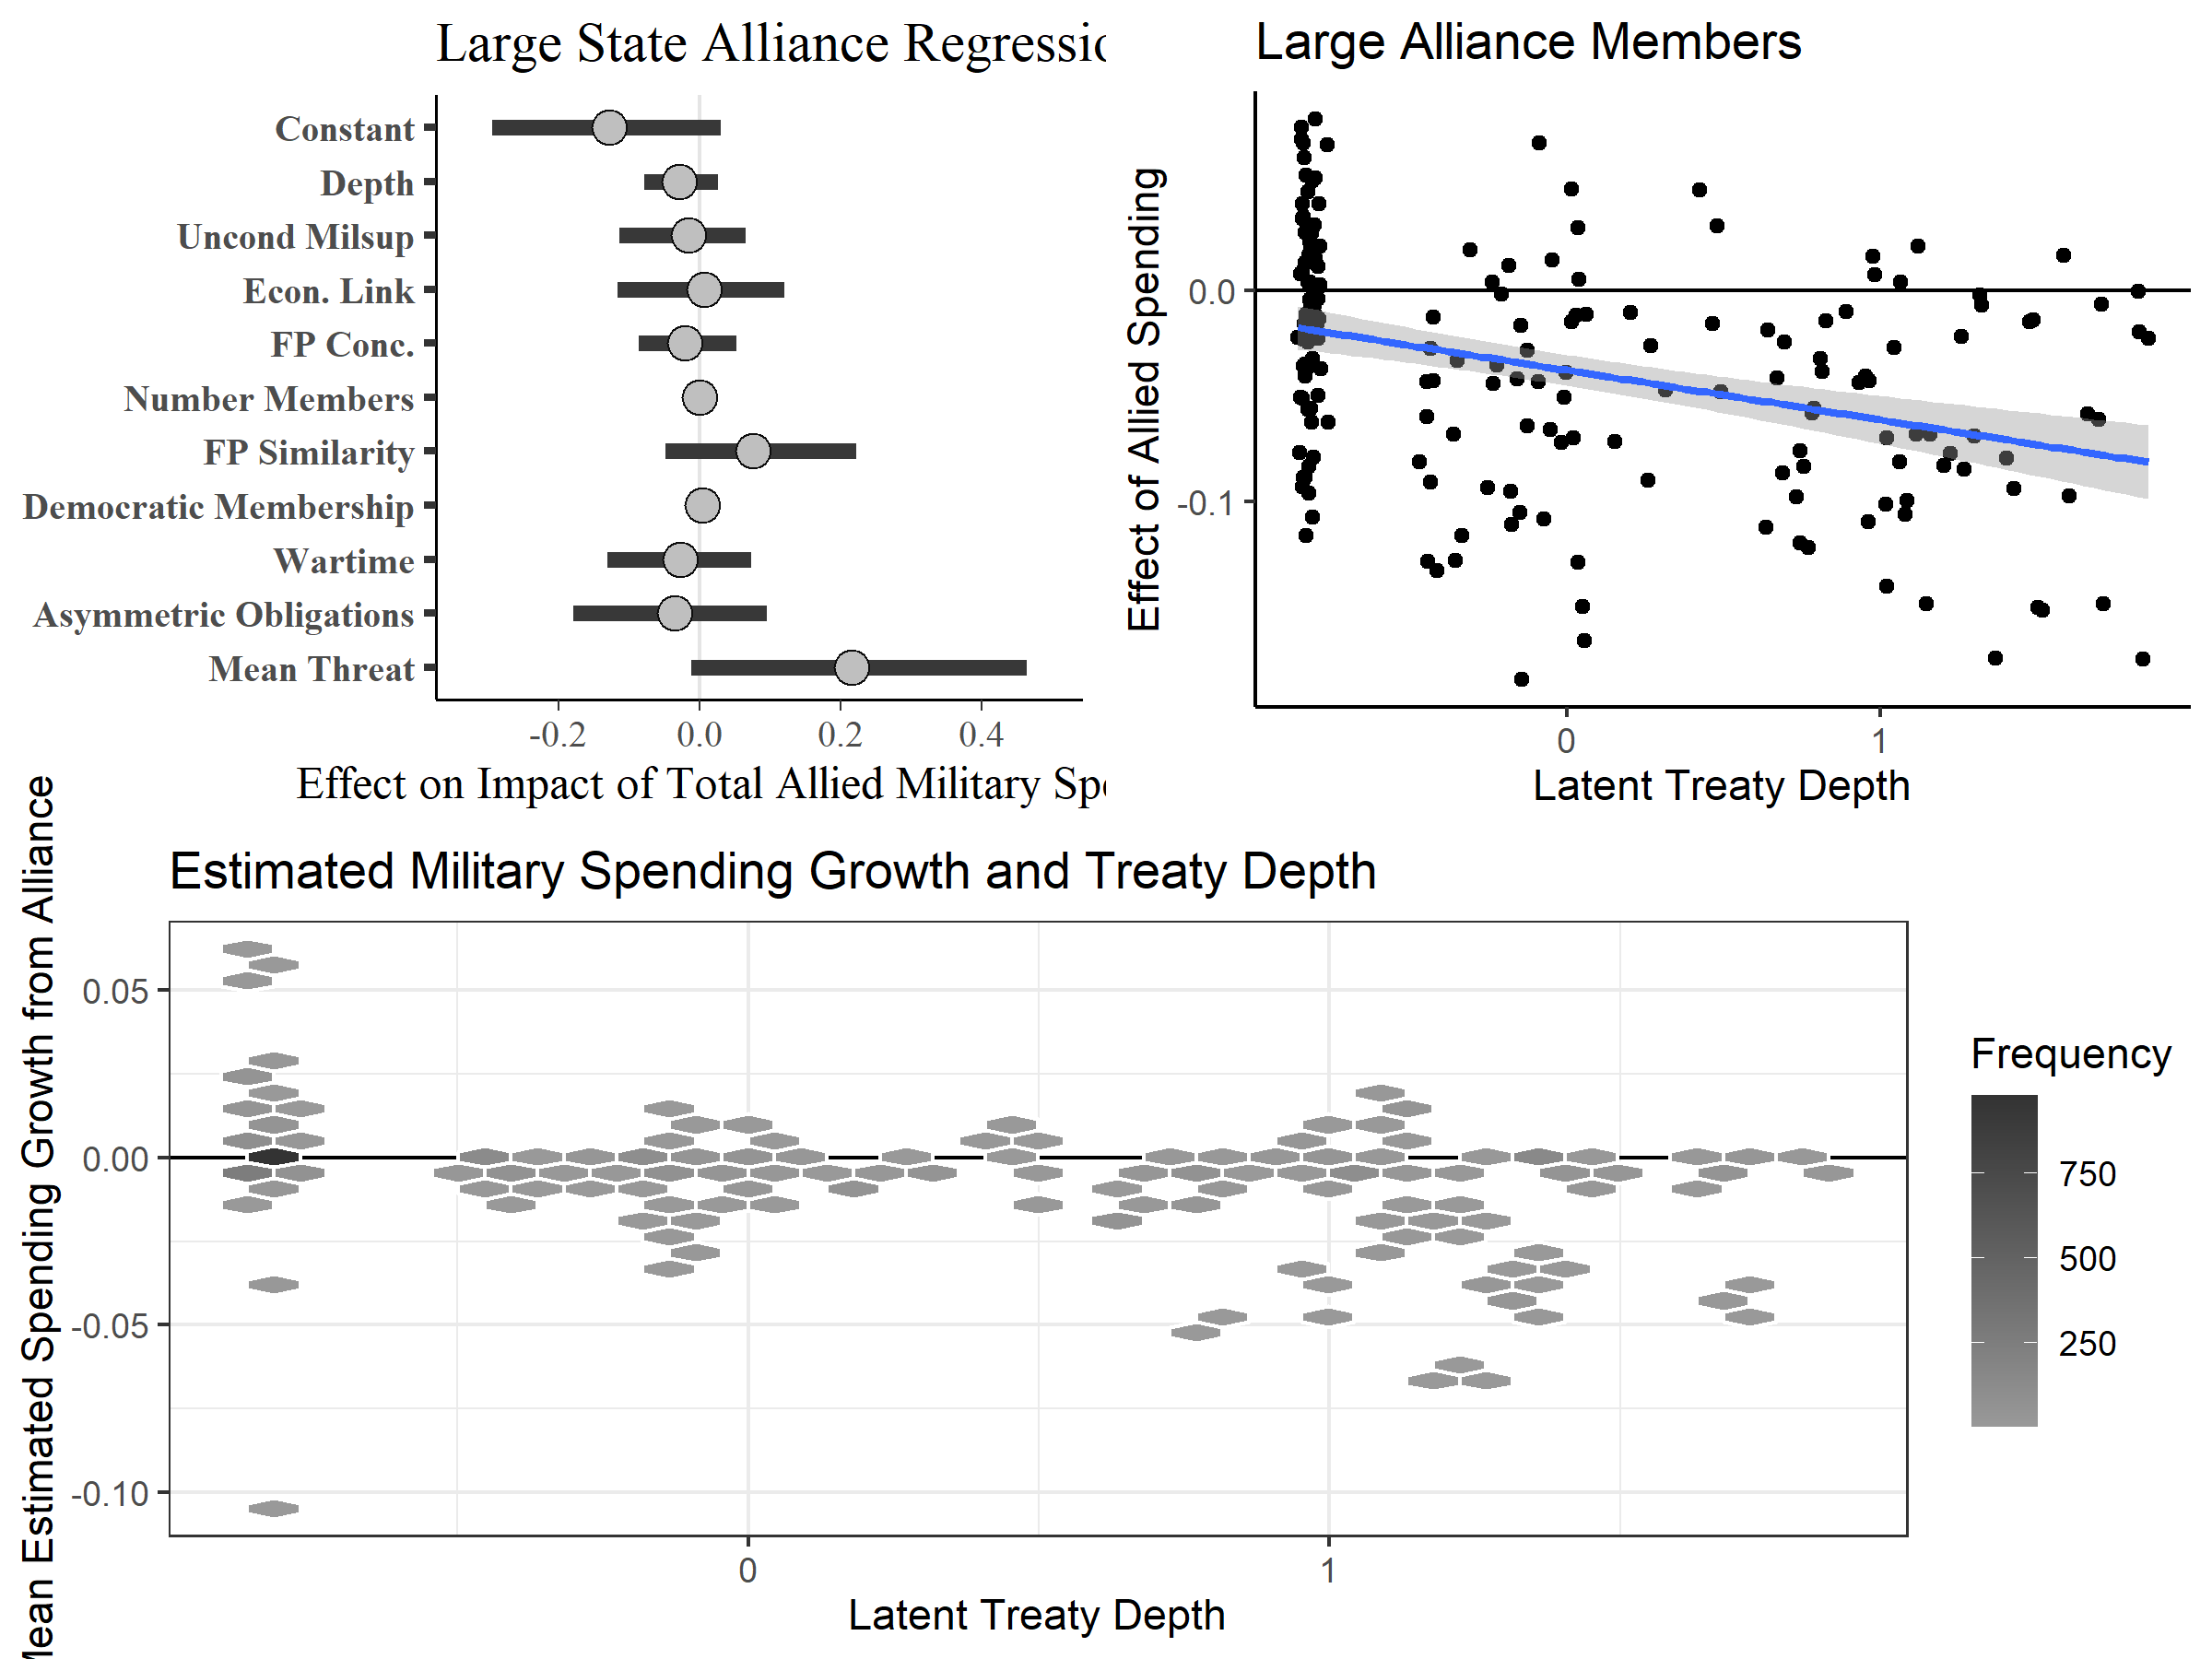 Large State Alliance Regressic
Constant
Depth
Uncond Milsup
Econ. Link
FP Conc.
Number Members
FP Similarity
Democratic Membership
Wartime
Asymmetric Obligations
Mean Threat
-0.2 0.0 0.2 0.4
Effect on Impact of Total Allied Military Spe
Large Alliance Members
Effect of Allied Spending
0.0
-0.1
0 1
Latent Treaty Depth
Estimated Military Spending Growth and Treaty Depth
Mean Estimated Spending Growth from Alliance
0.05
0.00
-0.05
-0.10
0 1
Latent Treaty Depth
Frequency
750
500
250